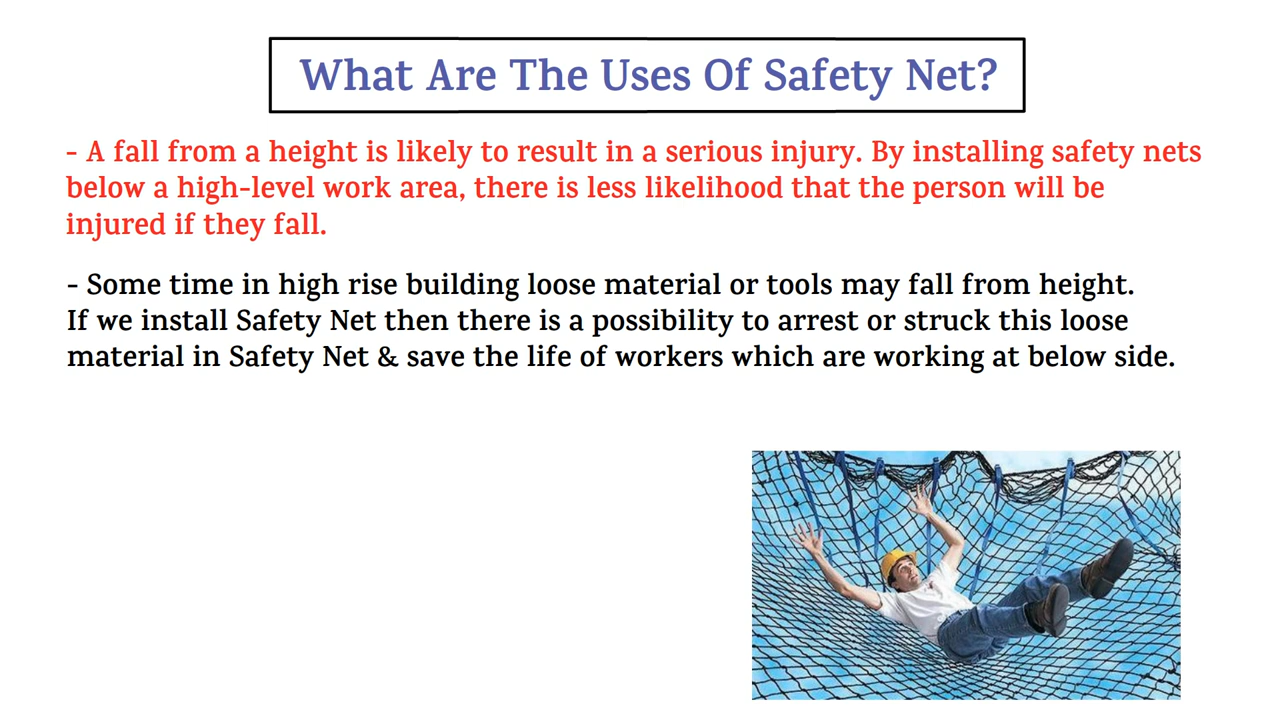 What Are The Uses Of Safety Net?
- A fall from a height is likely to result in a serious injury. By installing safety nets
below a high-level work area, there is less likelihood that the person will be
injured if they fall.
- Some time in high rise building loose material or tools may fall from height.
If we install Safety Net then there is a possibility to arrest or struck this loose
material in Safety Net & save the life of workers which are working at below side.